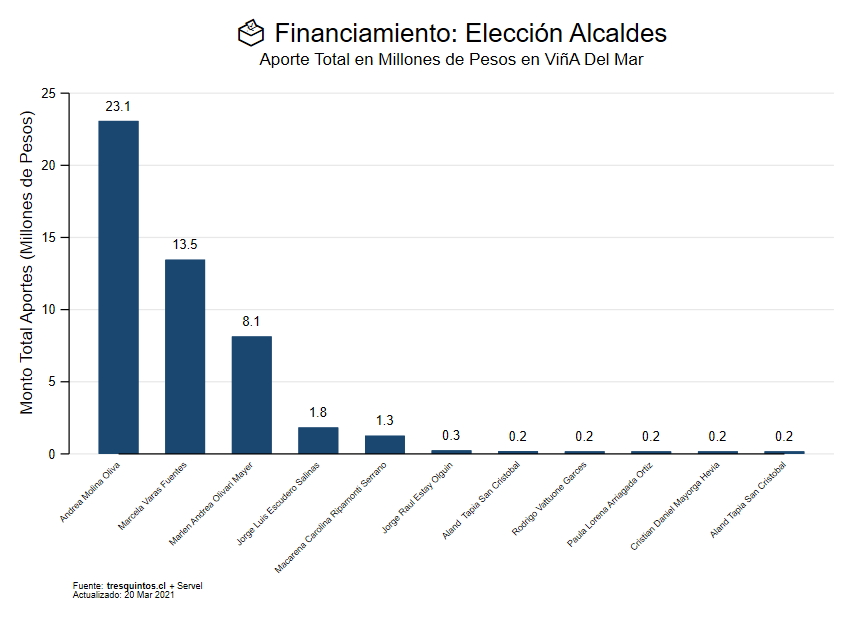 Financiamiento: Elección Alcaldes
Aporte Total en Millones de Pesos en ViñA Del Mar
Monto Total Aportes (Millones de Pesos)
25
20
15
10
5
0
23.1
13.5
8.1
1.8
1.3
0.3
0.2
0.2
0.2
0.2
0.2
Andrea Molina Oliva
Marcela Varas Fuentes
Marlen Andrea Olivari Mayer
Jorge Luis Escudero Salinas
Macarena Carolina Ripamonti Serrano
Jorge Raul Estay Olguin
Aland  Tapia San Cristobal
Rodrigo Vattuone Garces
Paula Lorena Arriagada Ortiz
Cristian Daniel Mayorga Hevia
Aland Tapia San Cristobal
Fuente: tresquintos.cl + Servel
Actualizado: 20 Mar 2021